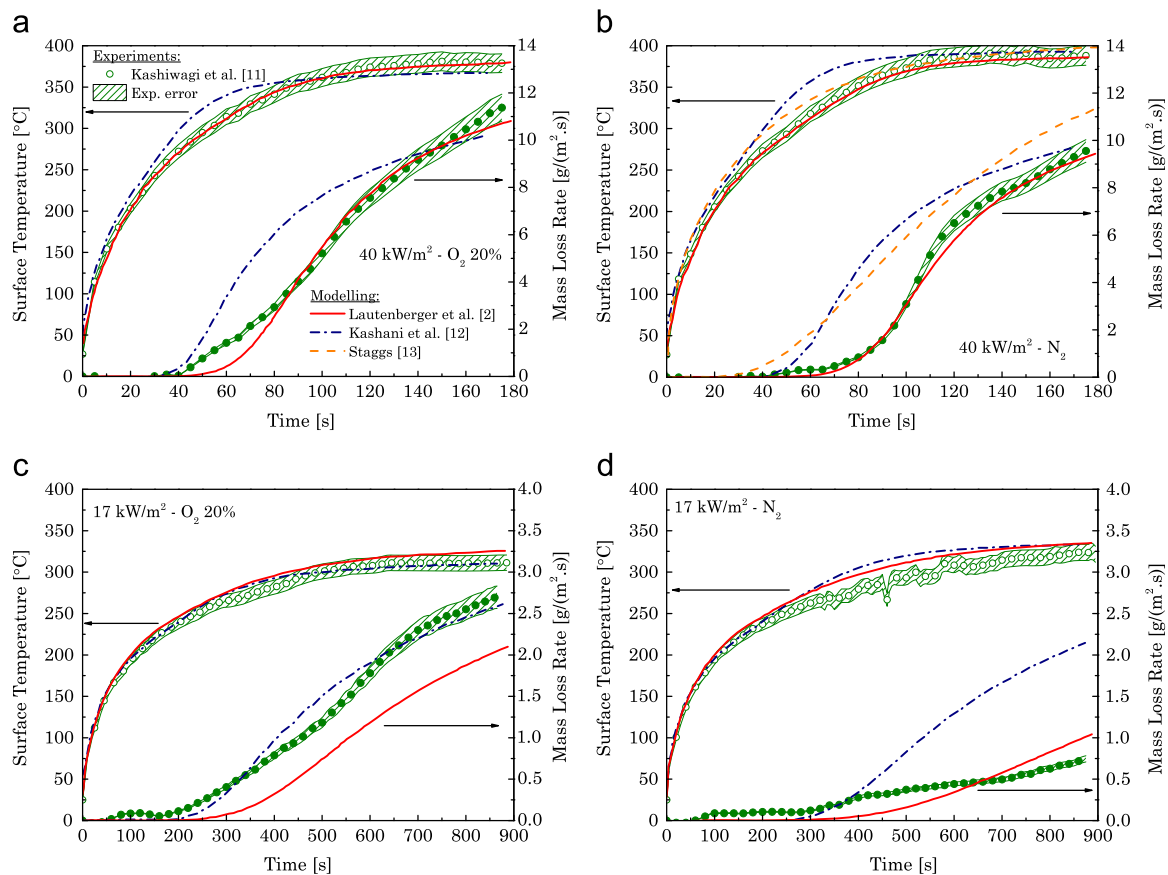 a
400
350
300
250
200
150
100
50
0
Surface Temperature [°C]
Experiments:
Kashiwagi et al. [11]
Exp. error
40 kW/m² - O₂ 20%
Modelling:
Lautenberger et al. [2]
Kashani et al. [12]
Staggs [13]
14
12
10
8
6
4
2
0
Mass Loss Rate [g/(m².s)]
0 20 40 60 80 100 120 140 160 180
Time [s]
b
400
350
300
250
200
150
100
50
0
Surface Temperature [°C]
40 kW/m² - N₂
14
12
10
8
6
4
2
0
Mass Loss Rate [g/(m².s)]
0 20 40 60 80 100 120 140 160 180
Time [s]
c
400
350
300
250
200
150
100
50
0
Surface Temperature [°C]
17 kW/m² - O₂ 20%
4.0
3.5
3.0
2.5
2.0
1.5
1.0
0.5
0.0
Mass Loss Rate [g/(m².s)]
0 100 200 300 400 500 600 700 800 900
Time [s]
d
400
350
300
250
200
150
100
50
0
Surface Temperature [°C]
17 kW/m² - N₂
4.0
3.5
3.0
2.5
2.0
1.5
1.0
0.5
0.0
Mass Loss Rate [g/(m².s)]
0 100 200 300 400 500 600 700 800 900
Time [s]